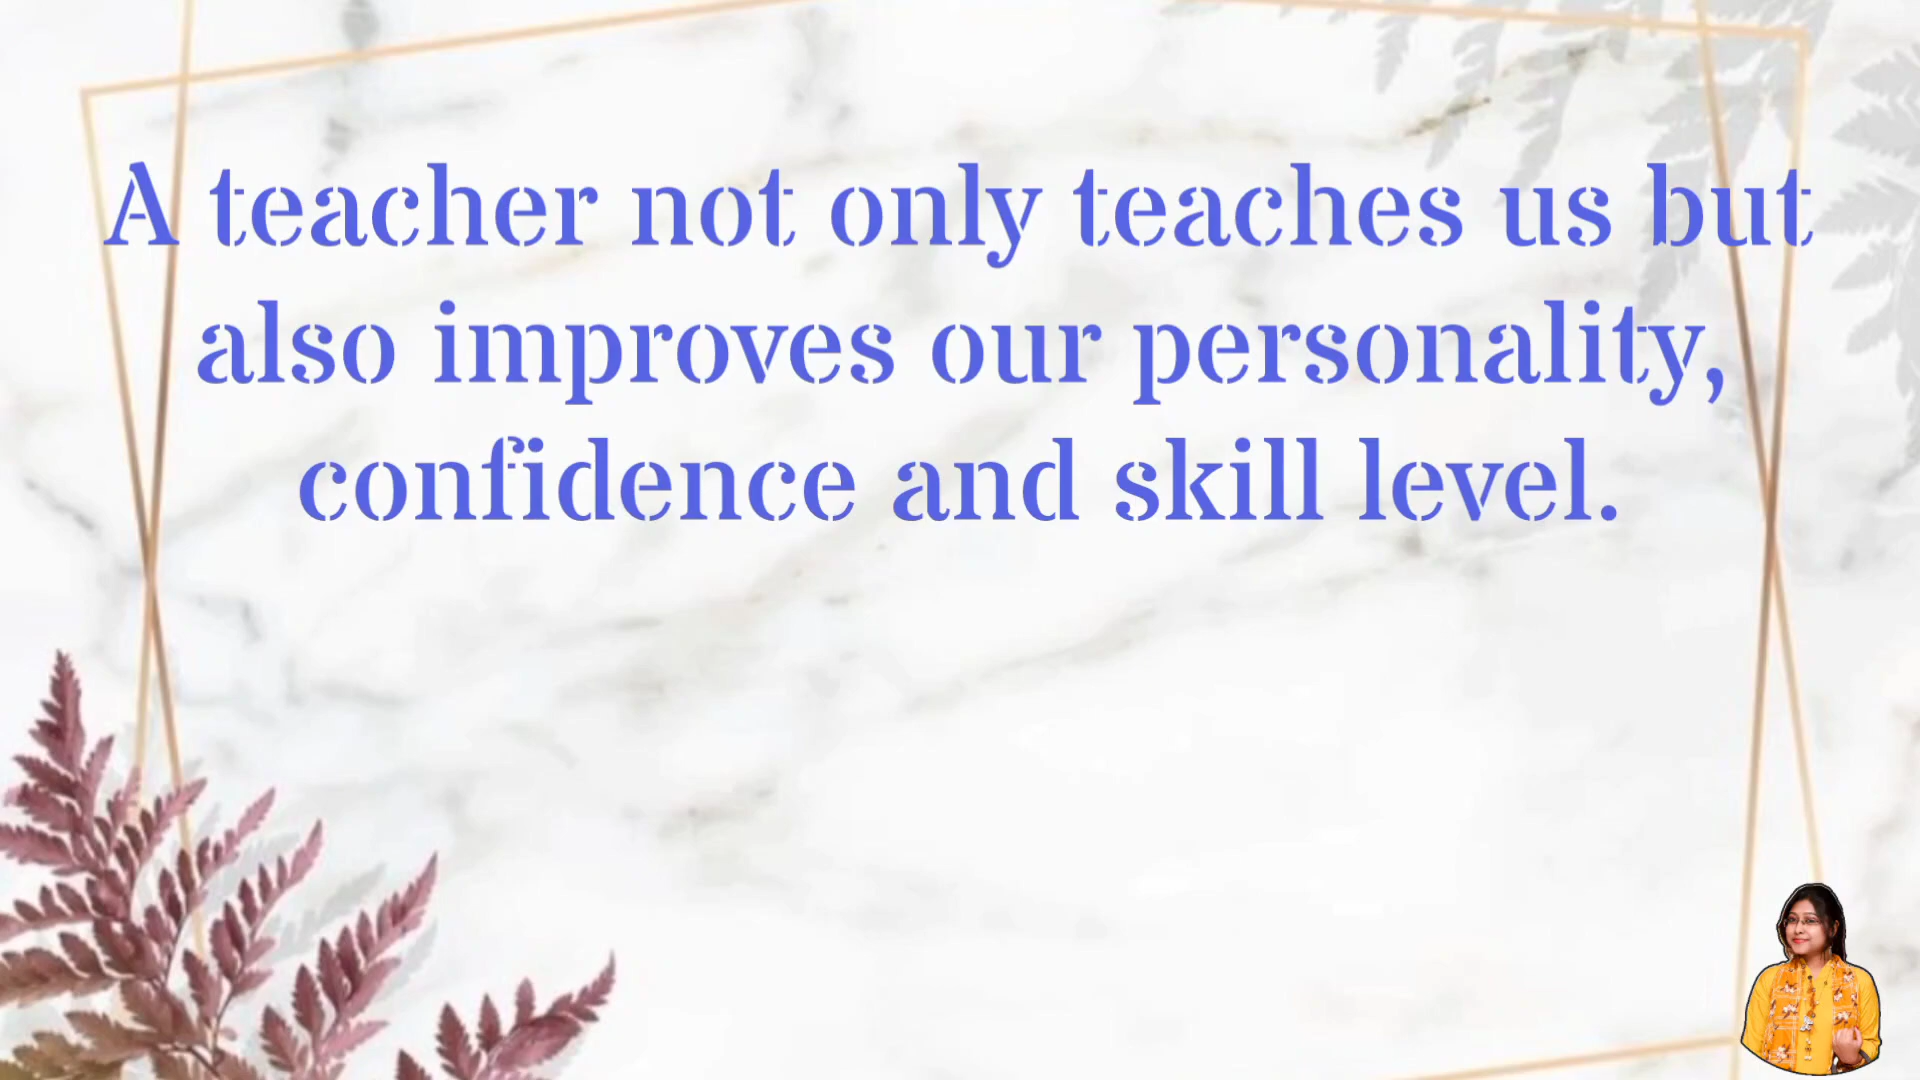 A teacher not only teaches us but
also improves our personality,
confidence and skill level.